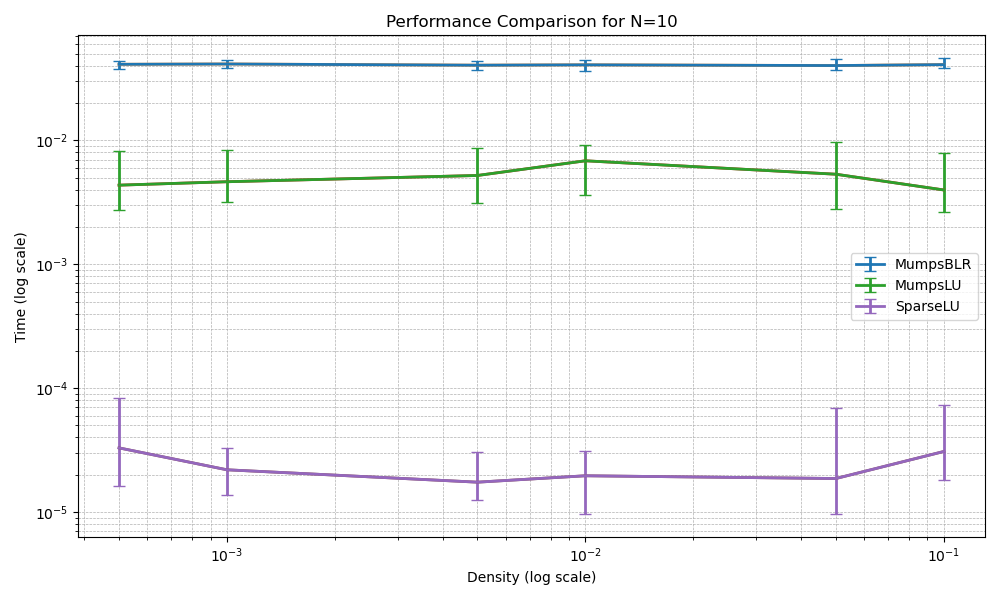 Performance Comparison for N=10
Time (log scale)
10⁻²
10⁻³
10⁻⁴
10⁻⁵
MumpsBLR
MumpsLU
SparseLU
10⁻³
10⁻²
10⁻¹
Density (log scale)